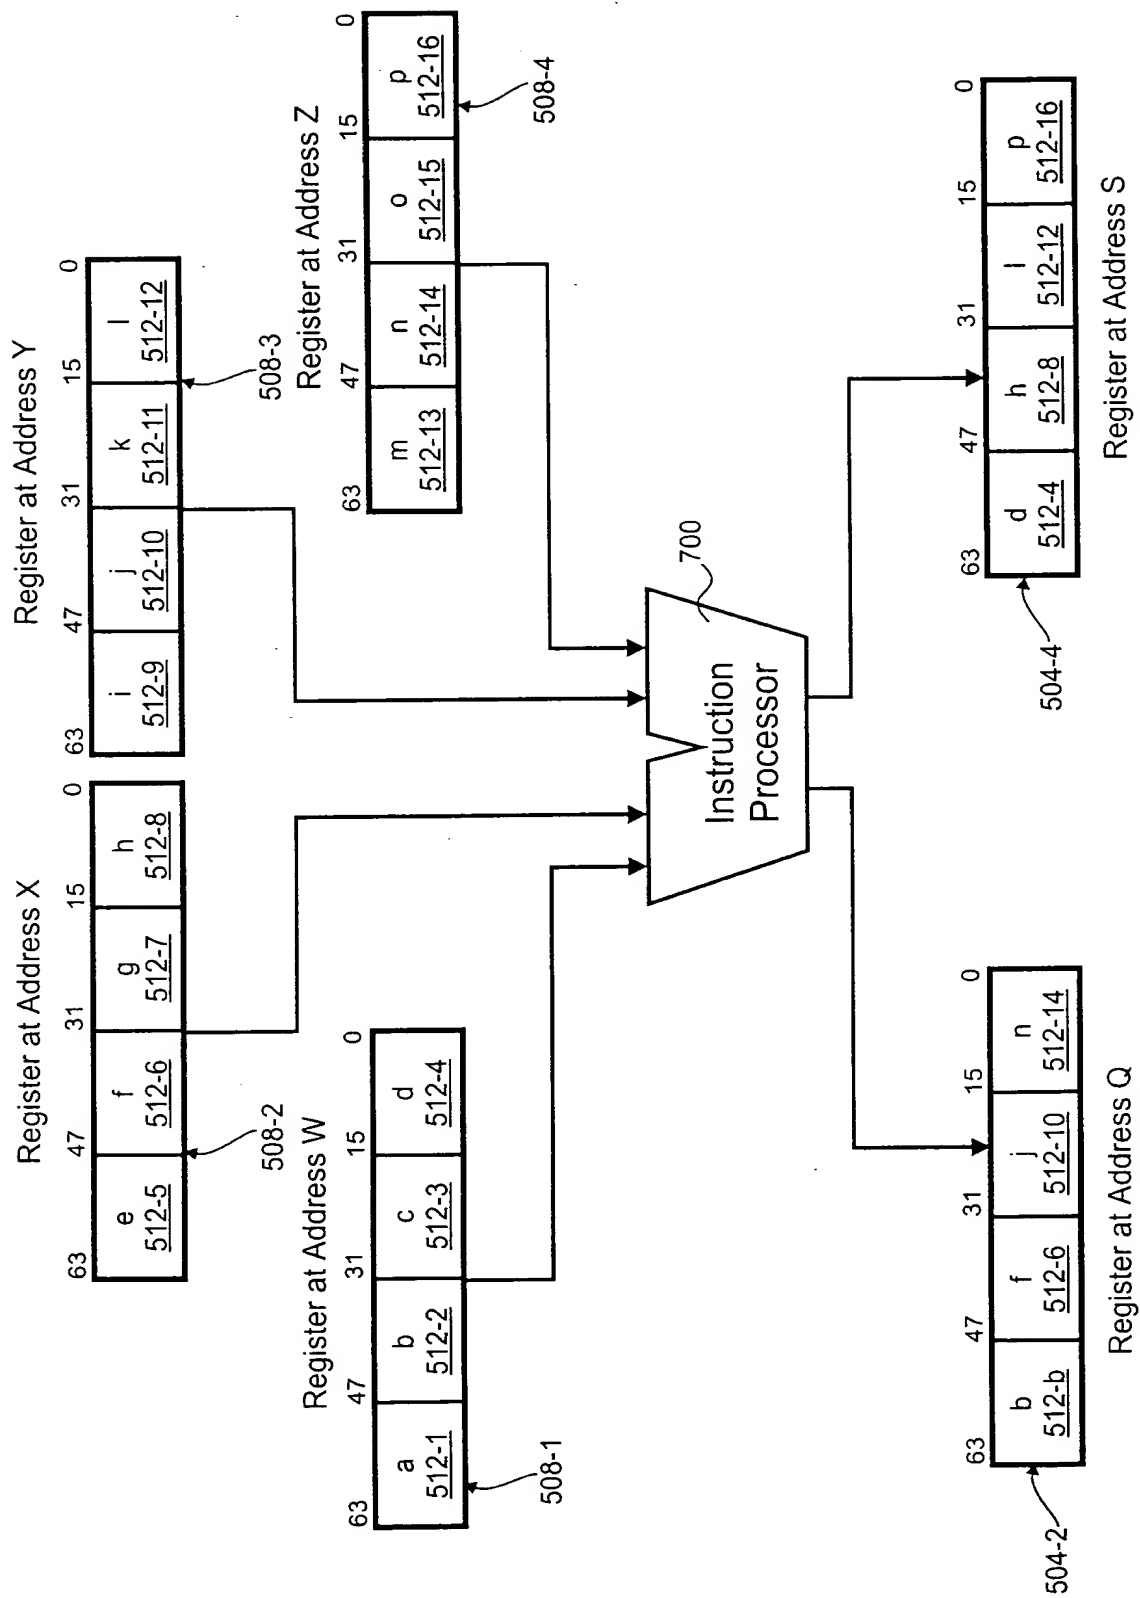 Register at Address X
63 47 31 15 0
e f g h
512-5 512-6 512-7 512-8
508-2
Register at Address Y
63 47 31 15 0
i j k l
512-9 512-10 512-11 512-12
508-3
Register at Address W
63 47 31 15 0
a b c d
512-1 512-2 512-3 512-4
508-1
Register at Address Z
63 47 31 15 0
m n o p
512-13 512-14 512-15 512-16
508-4
Instruction
Processor
700
504-2
63 47 31 15 0
b f j n
512-b 512-6 512-10 512-14
Register at Address Q
504-4
63 47 31 15 0
d h l p
512-4 512-8 512-12 512-16
Register at Address S